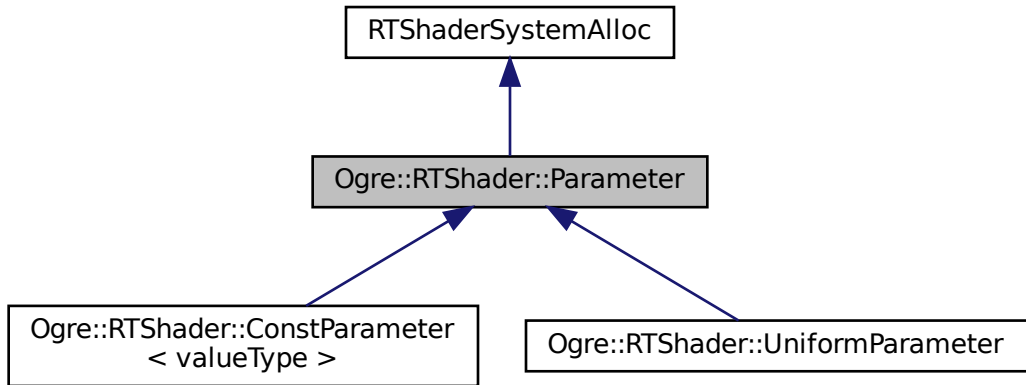 RTShaderSystemAlloc
Ogre::RTShader::Parameter
Ogre::RTShader::ConstParameter
< valueType >
Ogre::RTShader::UniformParameter